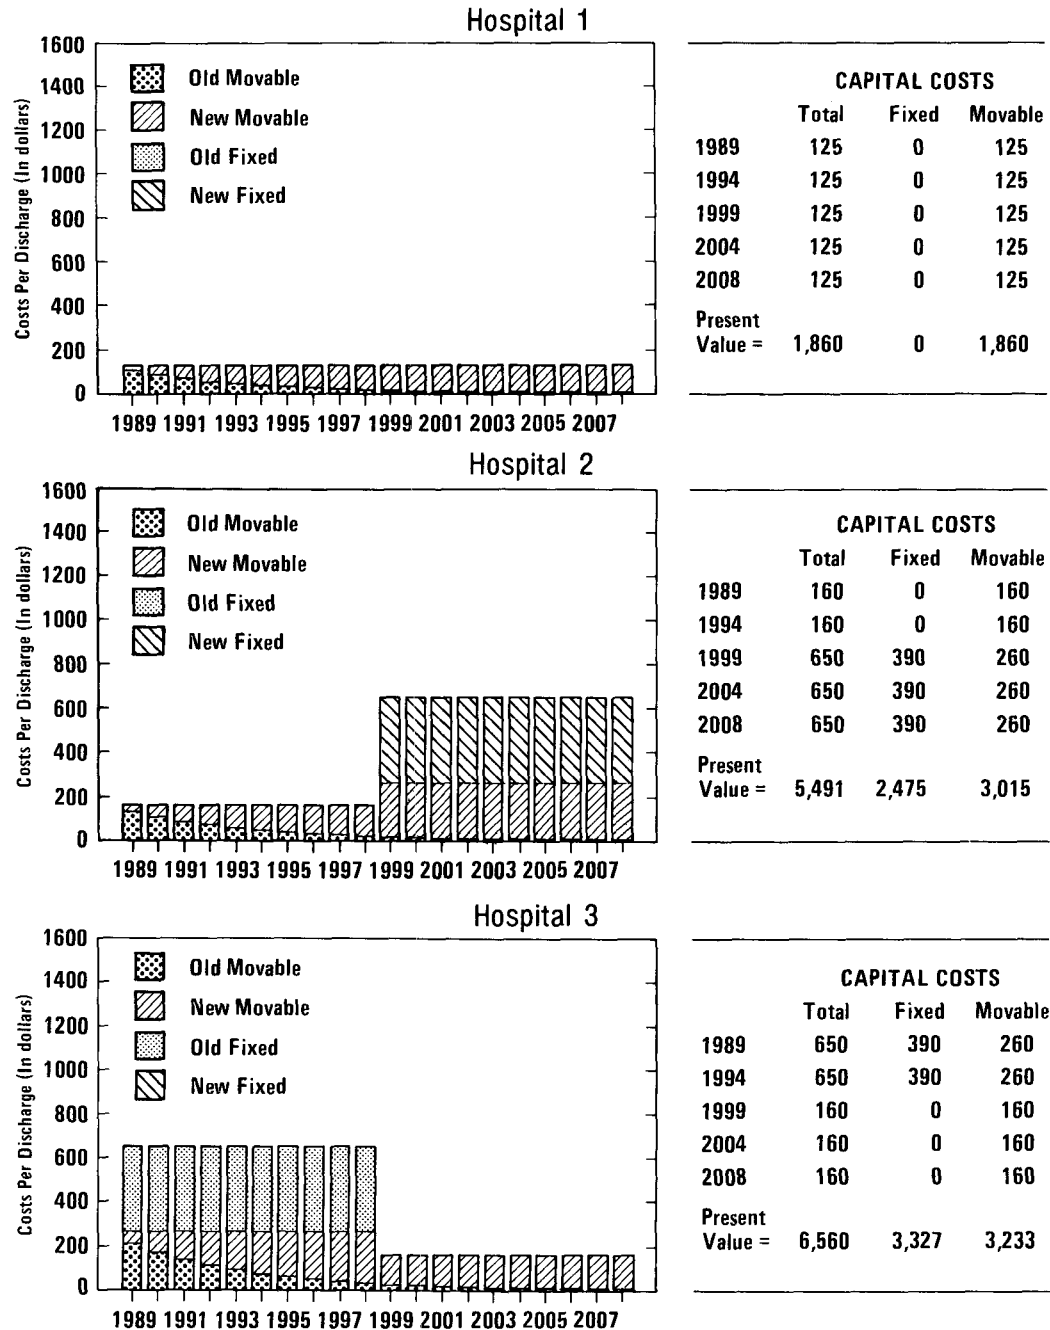 Hospital 1
Costs Per Discharge (In dollars)
1600
1400
1200
1000
800
600
400
200
0
Old Movable
New Movable
Old Fixed
New Fixed
1989 1991 1993 1995 1997 1999 2001 2003 2005 2007
CAPITAL COSTS
Total Fixed Movable
1989 125 0 125
1994 125 0 125
1999 125 0 125
2004 125 0 125
2008 125 0 125
Present
Value = 1,860 0 1,860
Hospital 2
Costs Per Discharge (In dollars)
1600
1400
1200
1000
800
600
400
200
0
Old Movable
New Movable
Old Fixed
New Fixed
1989 1991 1993 1995 1997 1999 2001 2003 2005 2007
CAPITAL COSTS
Total Fixed Movable
1989 160 0 160
1994 160 0 160
1999 650 390 260
2004 650 390 260
2008 650 390 260
Present
Value = 5,491 2,475 3,015
Hospital 3
Costs Per Discharge (In dollars)
1600
1400
1200
1000
800
600
400
200
0
Old Movable
New Movable
Old Fixed
New Fixed
1989 1991 1993 1995 1997 1999 2001 2003 2005 2007
CAPITAL COSTS
Total Fixed Movable
1989 650 390 260
1994 650 390 260
1999 160 0 160
2004 160 0 160
2008 160 0 160
Present
Value = 6,560 3,327 3,233